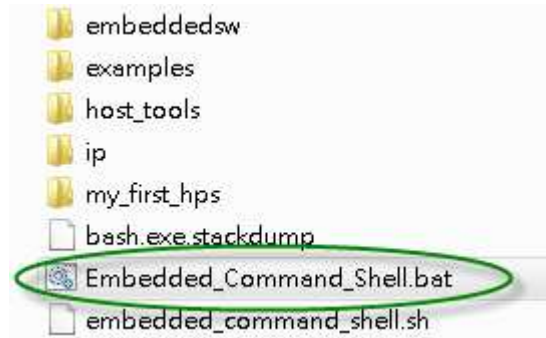 embeddedsw
examples
host_tools
ip
my_first_hps
bash.exe.stackdump
Embedded_Command_Shell.bat
embedded_command_shell.sh